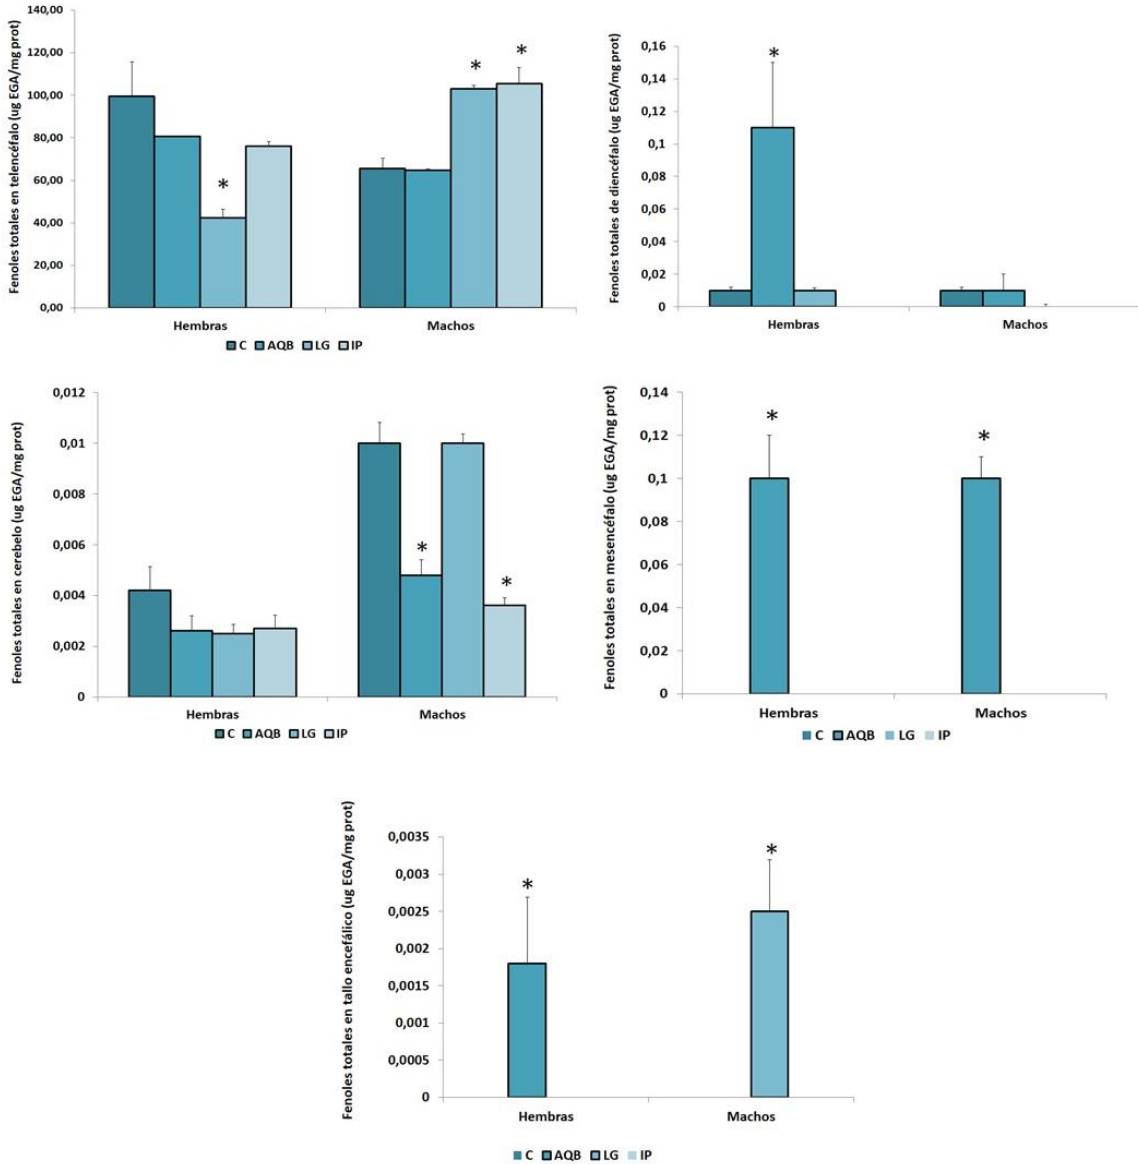 Fenoles totales en telencéfalo (ug EGA/mg prot)
140,00
120,00
100,00
80,00
60,00
40,00
20,00
0,00
*
*
*
Hembras
Machos
C AQB LG IP
Fenoles totales de diencéfalo (ug EGA/mg prot)
0,16
0,14
0,12
0,1
0,08
0,06
0,04
0,02
0
*
Hembras
Machos
Fenoles totales en cerebelo (ug EGA/mg prot)
0,012
0,01
0,008
0,006
0,004
0,002
0
*
*
Hembras
Machos
C AQB LG IP
Fenoles totales en mesencéfalo (ug EGA/mg prot)
0,14
0,12
0,1
0,08
0,06
0,04
0,02
0
*
*
Hembras
Machos
C AQB LG IP
Fenoles totales en tallo encefálico (ug EGA/mg prot)
0,0035
0,003
0,0025
0,002
0,0015
0,001
0,0005
0
*
*
Hembras
Machos
C AQB LG IP